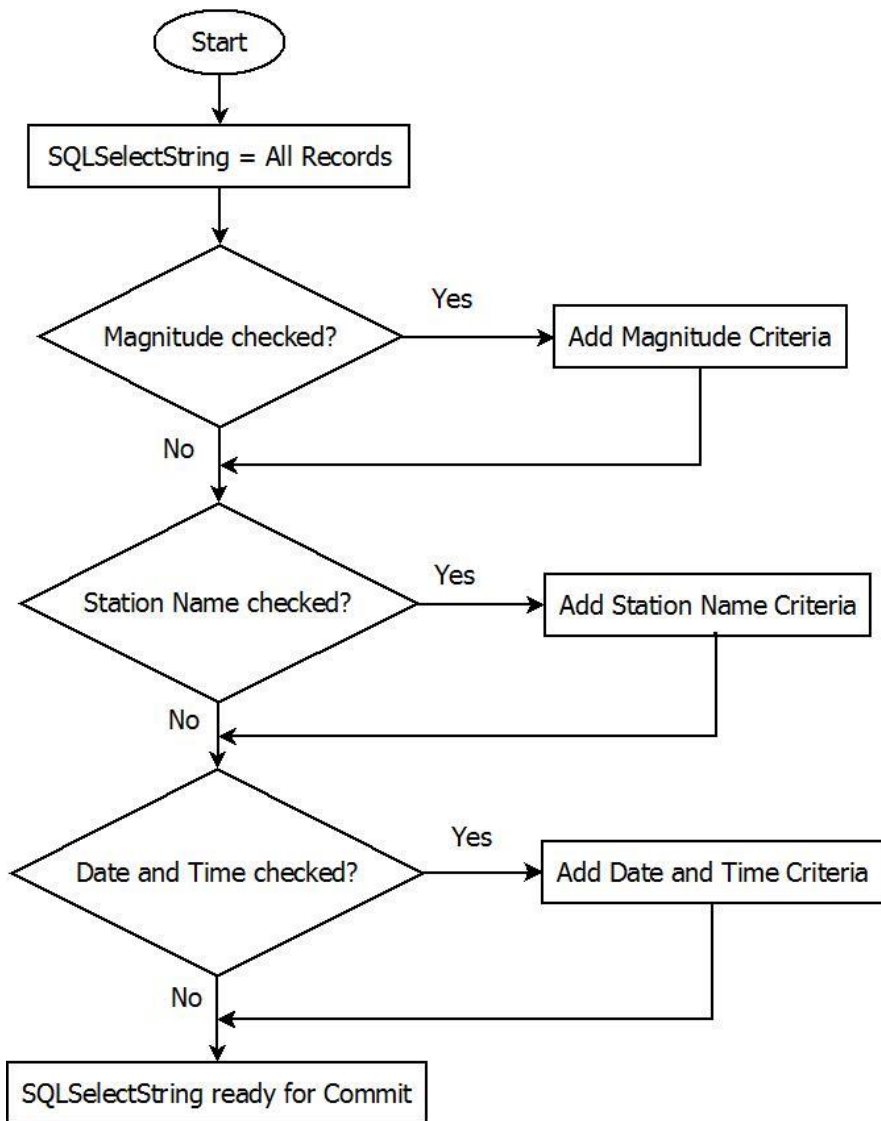 Start
SQLSelectString = All Records
Magnitude checked?
Yes
Add Magnitude Criteria
No
Station Name checked?
Yes
Add Station Name Criteria
No
Date and Time checked?
Yes
Add Date and Time Criteria
No
SQLSelectString ready for Commit